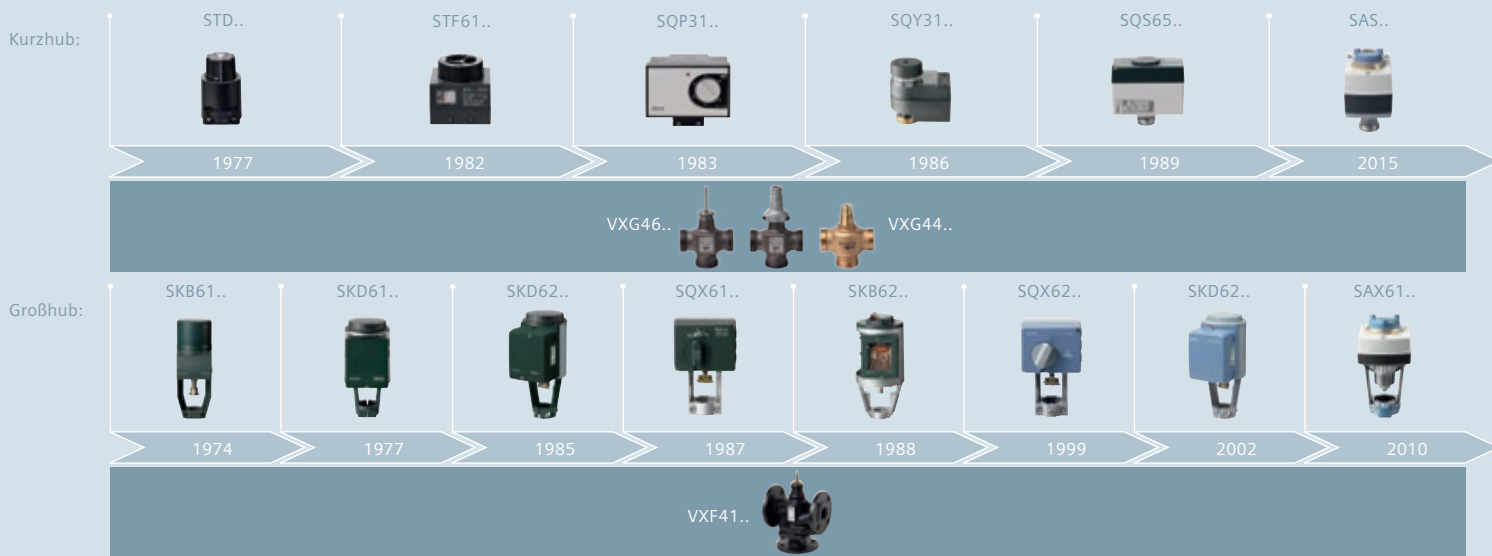 STD.. STF61.. SQP31.. SQY31.. SQS65.. SAS..
Kurzhub:
1977 1982 1983 1986 1989 2015
VXG46.. VXG44..
SKB61.. SKD61.. SKD62.. SQX61.. SKB62.. SQX62.. SKD62.. SAX61..
Großhub:
1974 1977 1985 1987 1988 1999 2002 2010
VXF41..